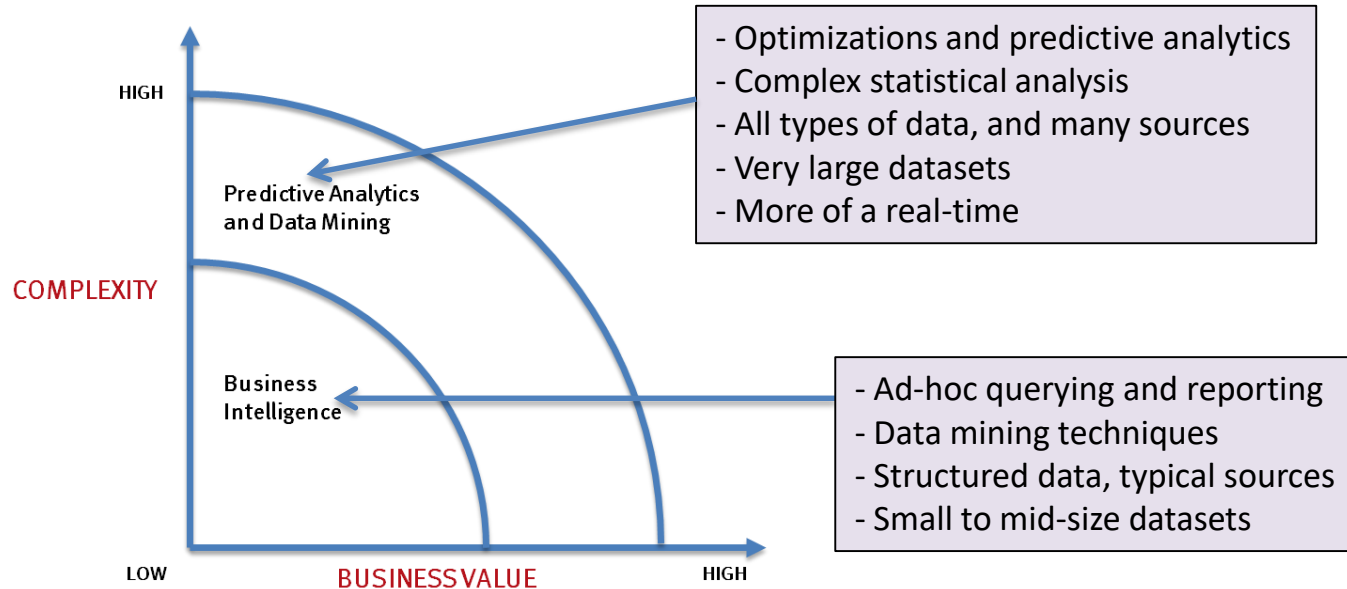 - Optimizations and predictive analytics
- Complex statistical analysis
- All types of data, and many sources
- Very large datasets
- More of a real-time
HIGH
Predictive Analytics
and Data Mining
COMPLEXITY
Business
Intelligence
- Ad-hoc querying and reporting
- Data mining techniques
- Structured data, typical sources
- Small to mid-size datasets
LOW
BUSINESS VALUE
HIGH